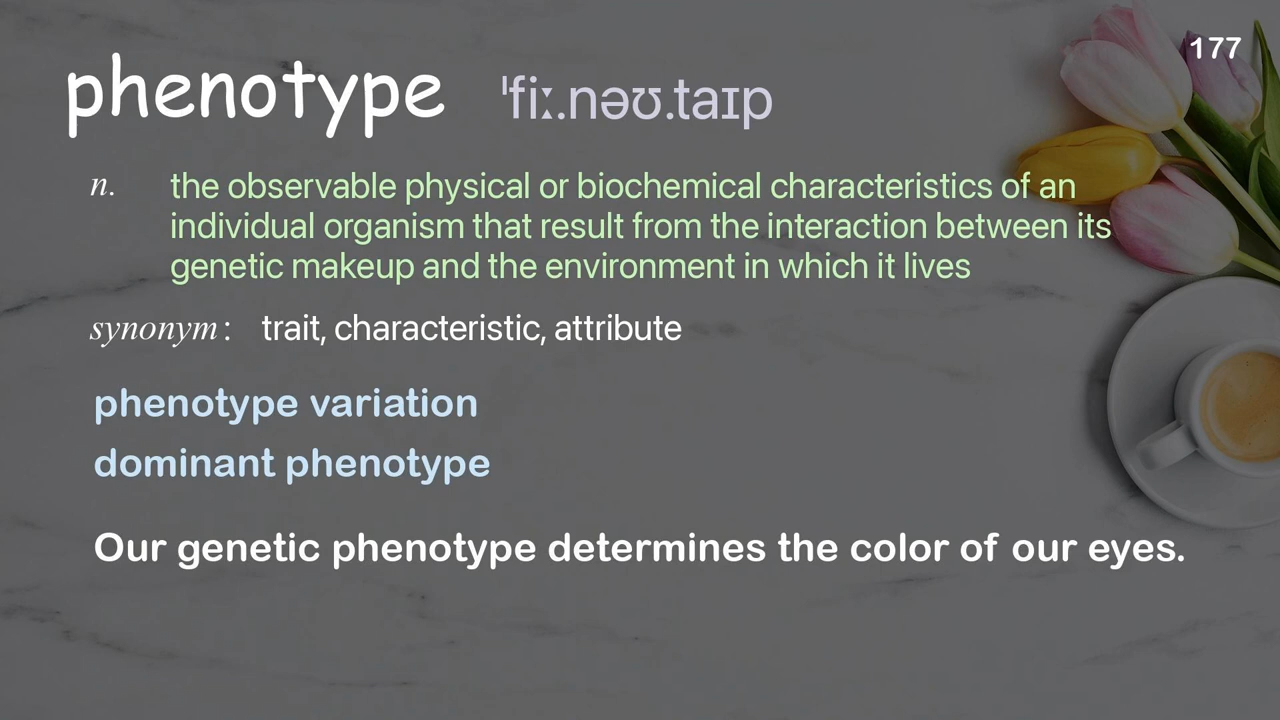 177
phenotype ˈfiː.nəʊ.taɪp
n. the observable physical or biochemical characteristics of an
individual organism that result from the interaction between its
genetic makeup and the environment in which it lives
synonym: trait, characteristic, attribute
phenotype variation
dominant phenotype
Our genetic phenotype determines the color of our eyes.